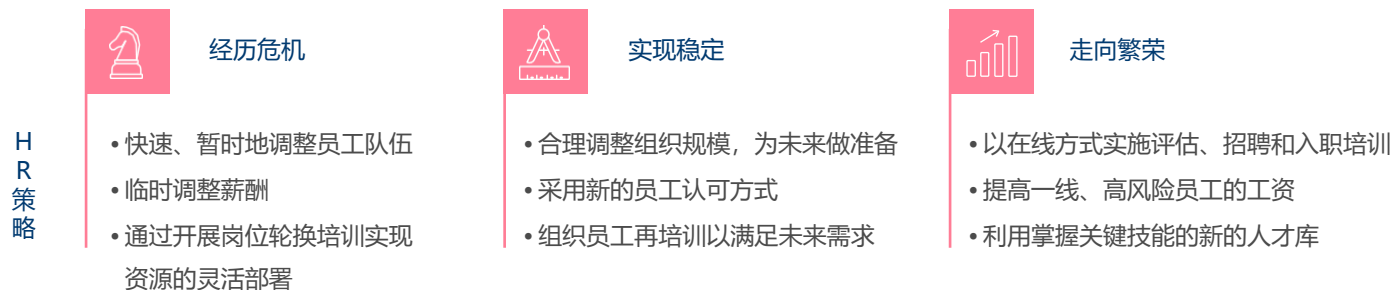 经历危机
实现稳定
走向繁荣
HR策略
• 快速、暂时地调整员工队伍
• 临时调整薪酬
• 通过开展岗位轮换培训实现
资源的灵活部署
• 合理调整组织规模，为未来做准备
• 采用新的员工认可方式
• 组织员工再培训以满足未来需求
• 以在线方式实施评估、招聘和入职培训
• 提高一线、高风险员工的工资
• 利用掌握关键技能的新的人才库